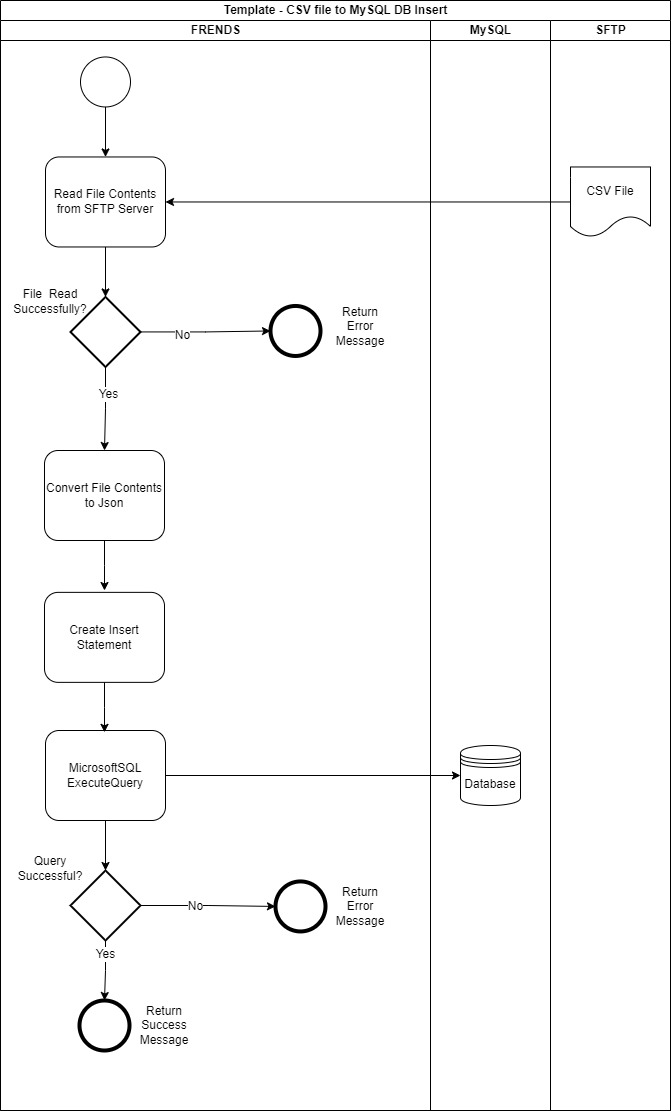 Template - CSV file to MySQL DB Insert
FRENDS
MySQL
SFTP
Read File Contents
from SFTP Server
CSV File
File Read
Successfully?
No
Return
Error
Message
Yes
Convert File Contents
to Json
Create Insert
Statement
MicrosoftSQL
ExecuteQuery
Database
Query
Successful?
No
Return
Error
Message
Yes
Return
Success
Message